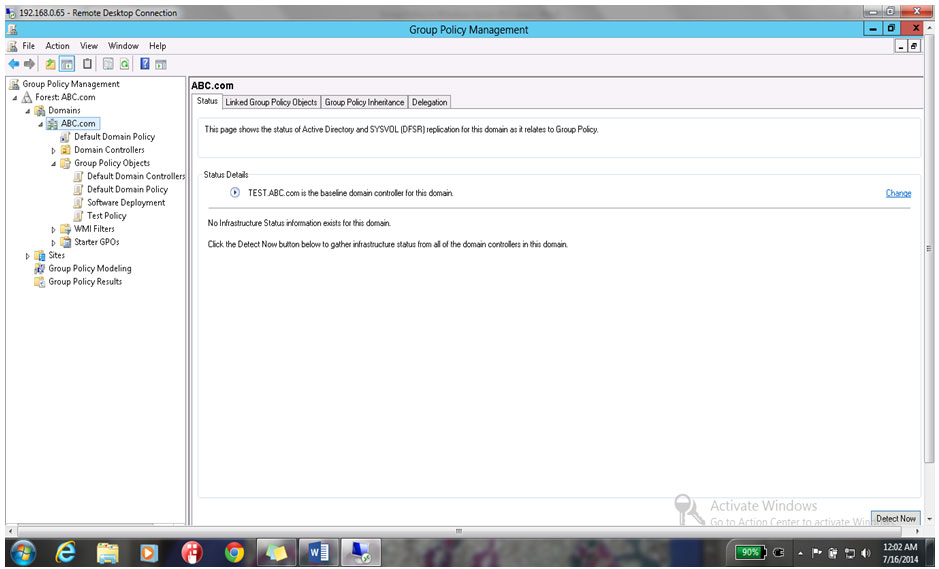 192.168.0.65 - Remote Desktop Connection
Group Policy Management
File Action View Window Help
Group Policy Management
Forest: ABC.com
Domains
ABC.com
Default Domain Policy
Domain Controllers
Group Policy Objects
Default Domain Controllers
Default Domain Policy
Software Deployment
Test Policy
WMI Filters
Starter GPOs
Sites
Group Policy Modeling
Group Policy Results
ABC.com
Status Linked Group Policy Objects Group Policy Inheritance Delegation
This page shows the status of Active Directory and SYSVOL (DFSR) replication for this domain as it relates to Group Policy.
Status Details
TEST.ABC.com is the baseline domain controller for this domain. Change
No Infrastructure Status information exists for this domain.
Click the Detect Now button below to gather infrastructure status from all of the domain controllers in this domain.
Activate Windows
Go to Action Center to activate Win
Detect Now
90%
12:02 AM
7/16/2014